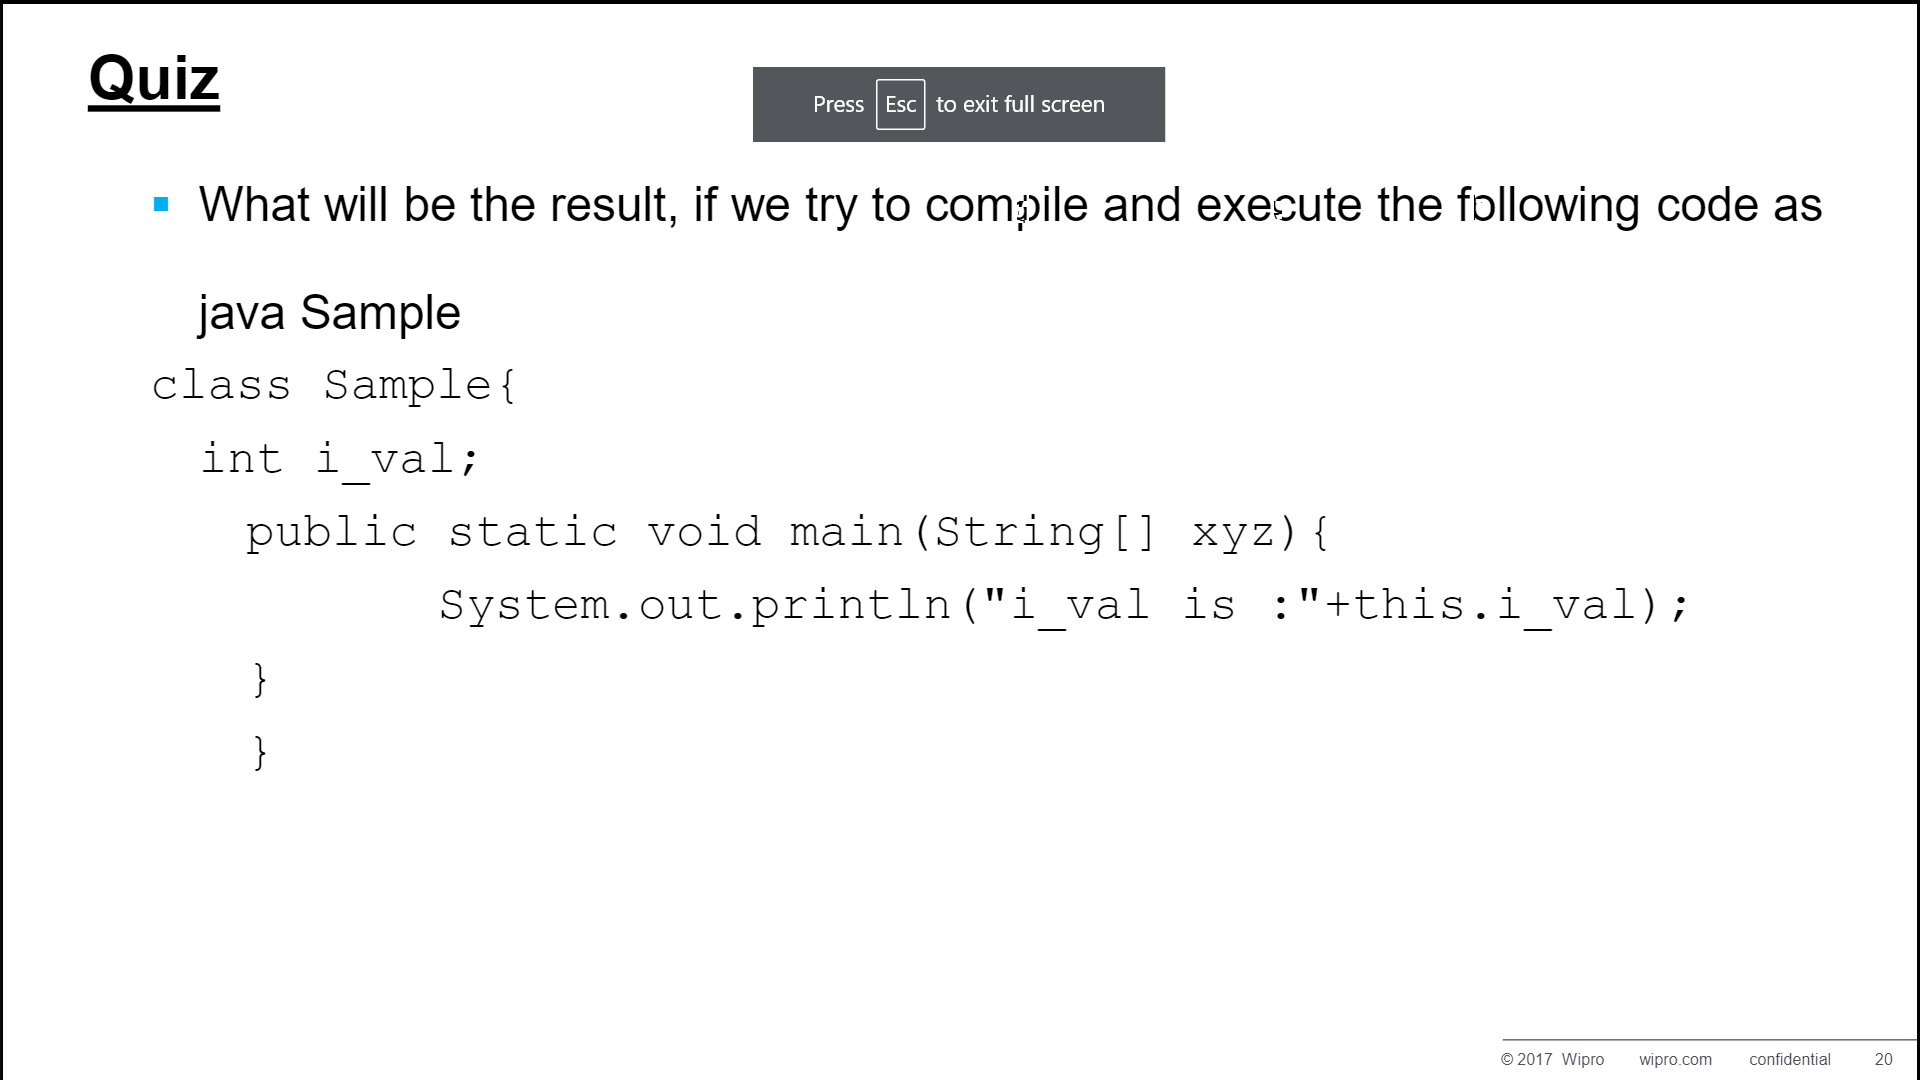 Quiz
Press Esc to exit full screen
What will be the result, if we try to compile and execute the following code as
java Sample
class Sample{
int i_val;
public static void main(String[] xyz){
System.out.println("i_val is :"+this.i_val);
}
}
© 2017 Wipro wipro.com confidential 20